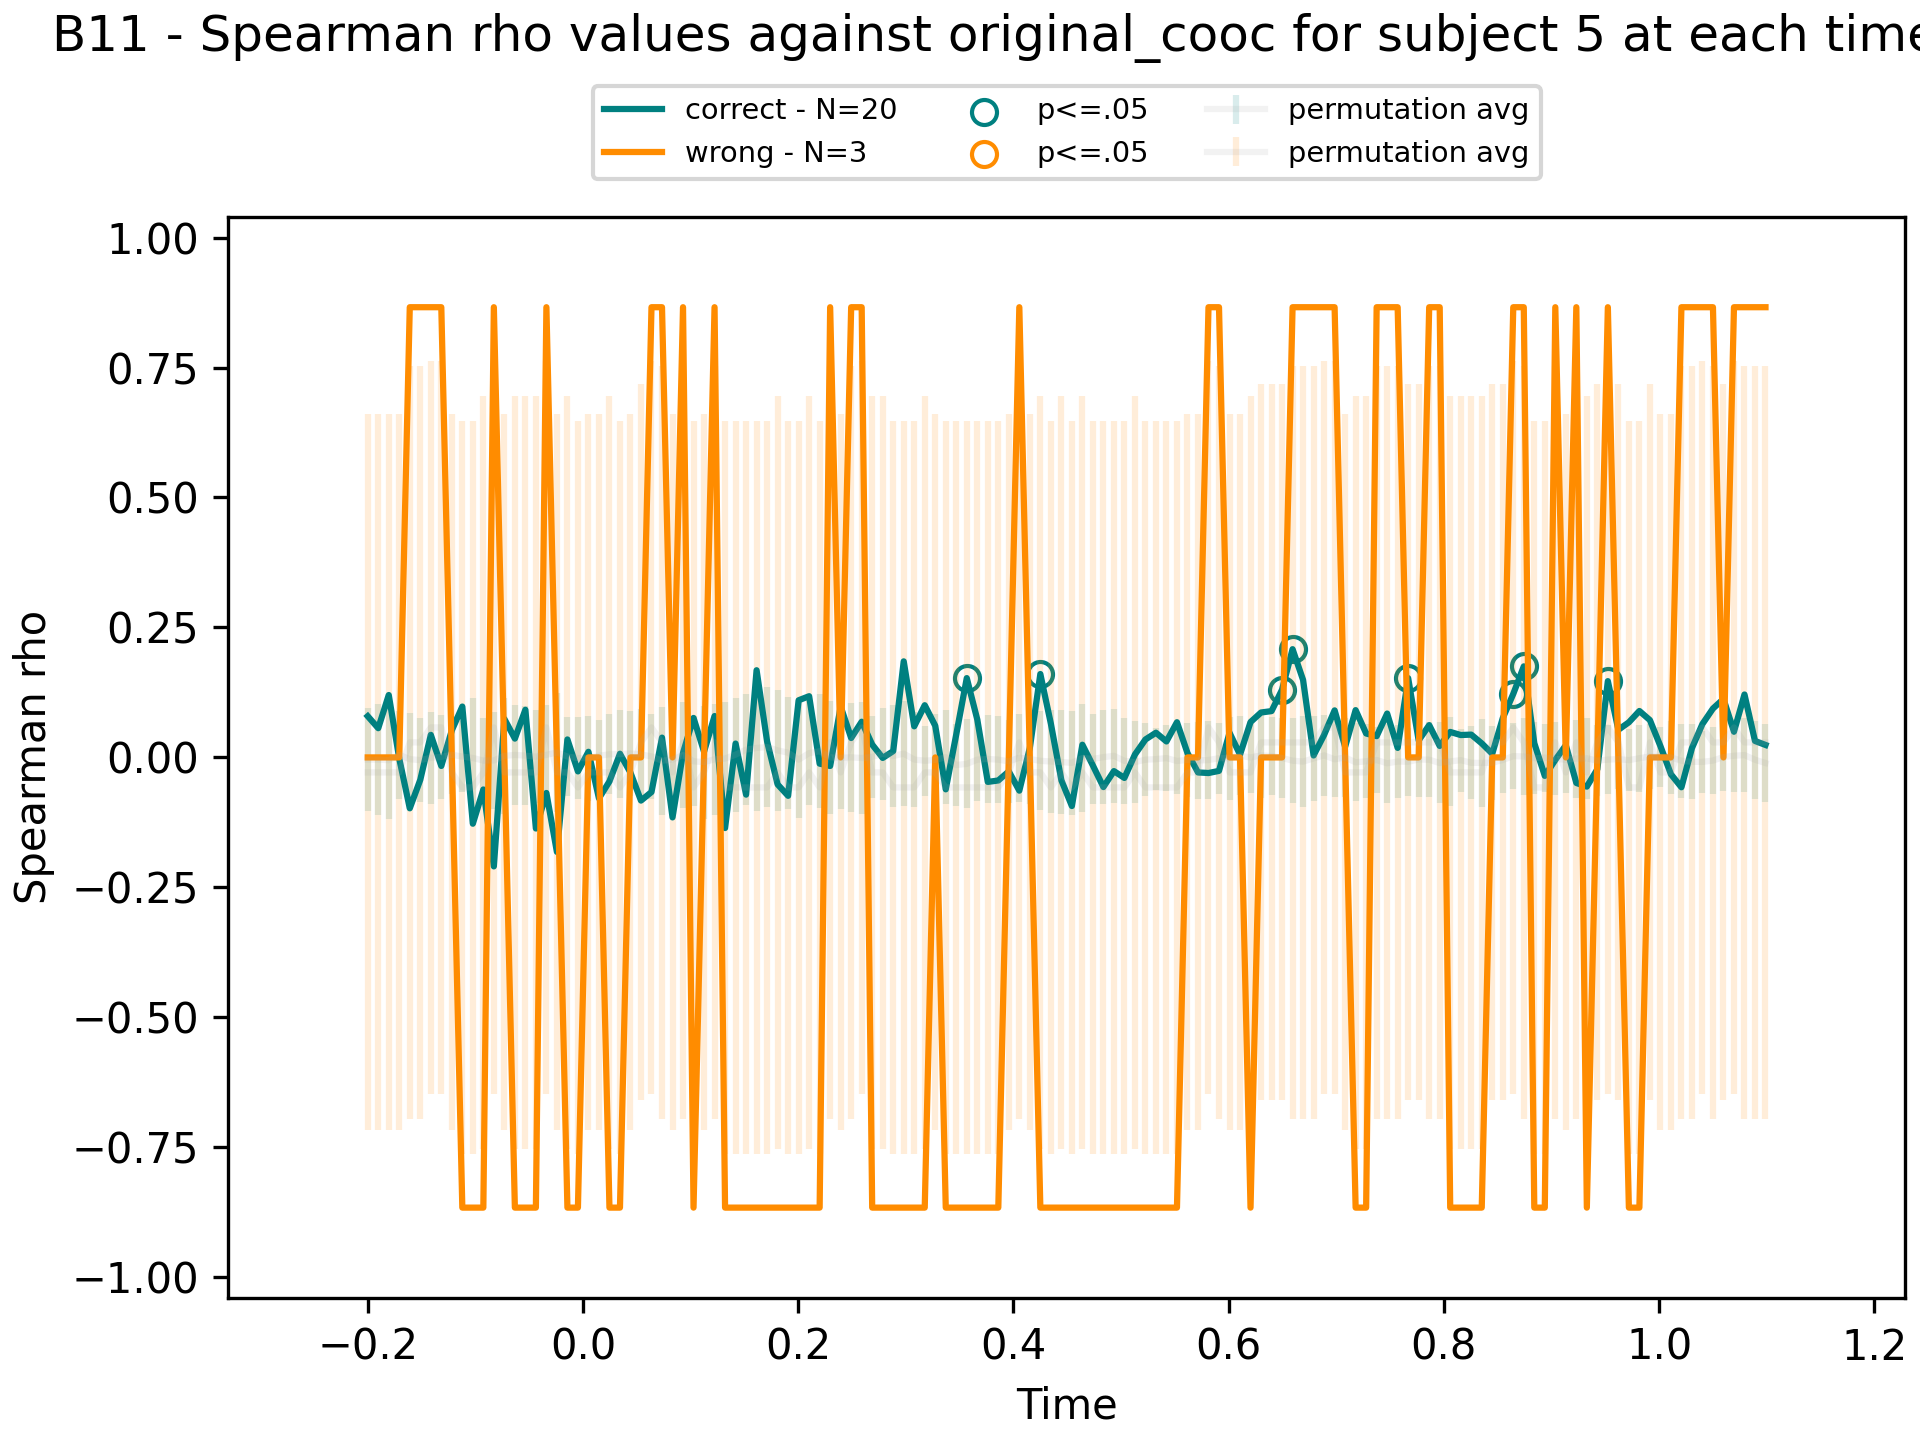 B11 - Spearman rho values against original_cooc for subject 5 at each time
correct - N=20
wrong - N=3
p<=.05
p<=.05
permutation avg
permutation avg
1.00
0.75
0.50
0.25
0.00
−0.25
−0.50
−0.75
−1.00
Spearman rho
−0.2 0.0 0.2 0.4 0.6 0.8 1.0 1.2
Time